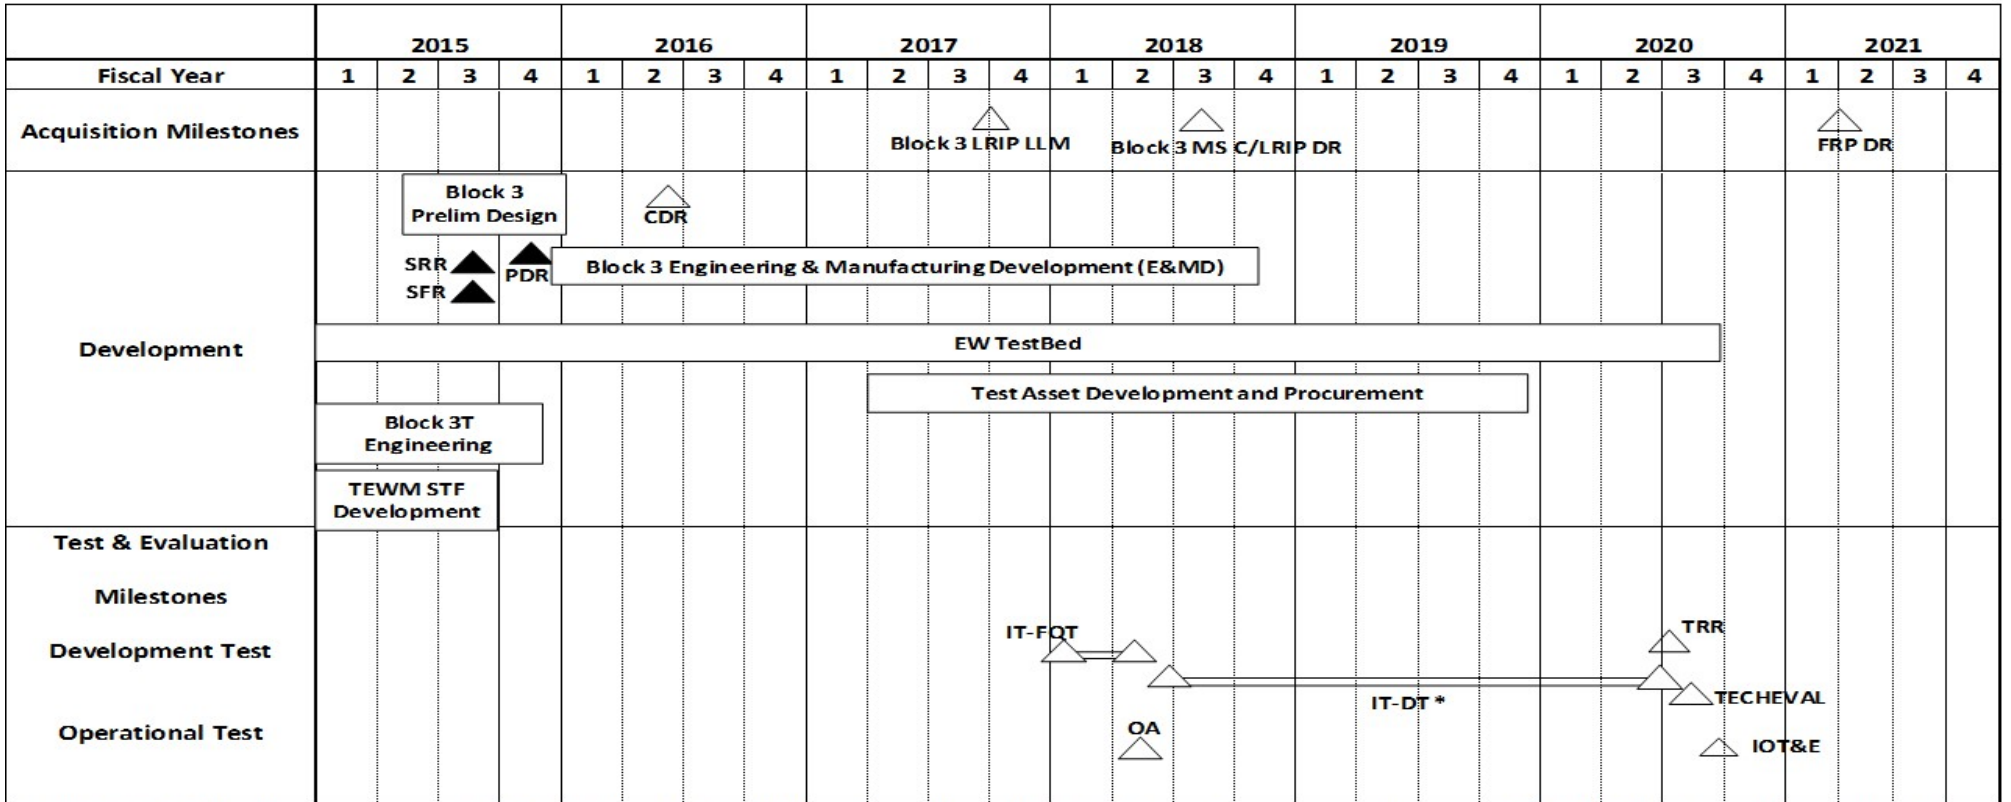 2015 2016 2017 2018 2019 2020 2021
Fiscal Year 1 2 3 4 1 2 3 4 1 2 3 4 1 2 3 4 1 2 3 4 1 2 3 4 1 2 3 4
Acquisition Milestones
Block 3 LRIP LLM
Block 3 MS C/LRIP DR
FRP DR
Development
Block 3
Prelim Design
CDR
SRR
SFR
PDR
Block 3 Engineering & Manufacturing Development (E&MD)
EW TestBed
Test Asset Development and Procurement
Block 3T
Engineering
TEWM STF
Development
Test & Evaluation
Milestones
Development Test
IT-FQT
TRR
IT-DT *
TECHEVAL
Operational Test
OA
IOT&E